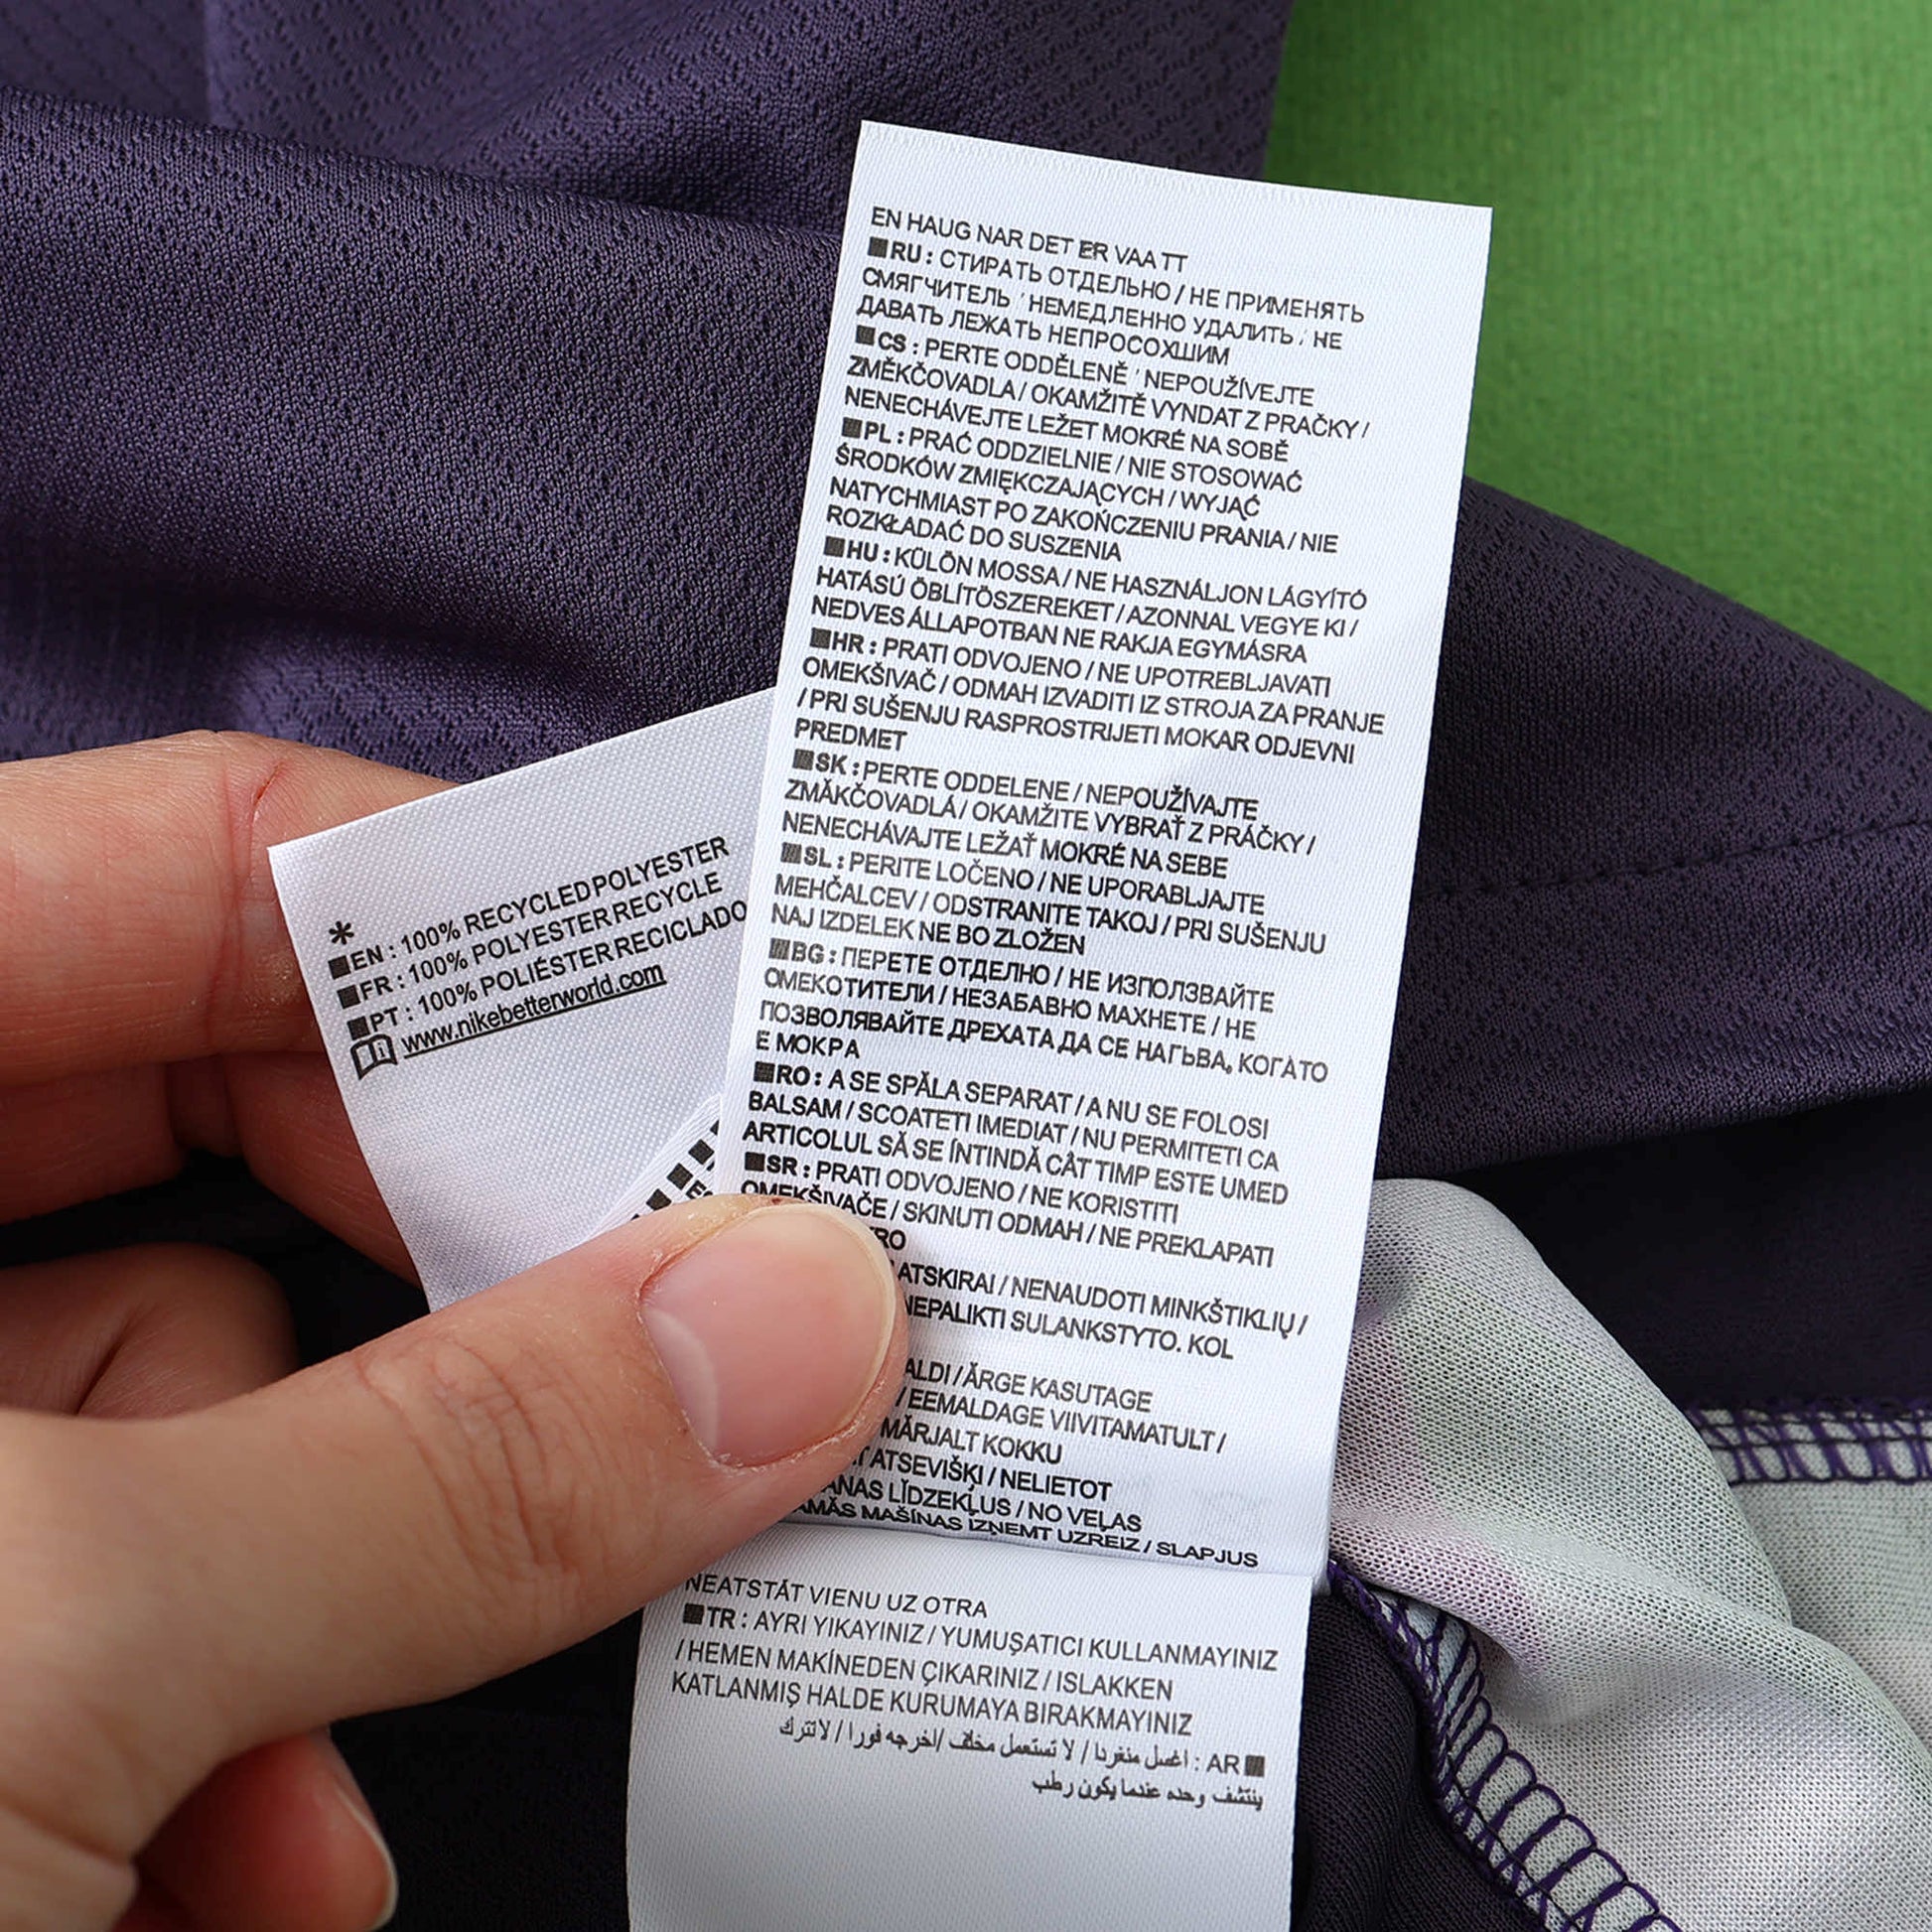 EN HAUG NAR DET ER VAATT
■RU : СТИРАТЬ ОТДЕЛЬНО / НЕ ПРИМЕНЯТЬ
СМЯГЧИТЕЛЬ ' НЕМЕДЛЕННО УДАЛИТЬ / НЕ
ДАВАТЬ ЛЕЖАТЬ НЕПРОСОХШИМ
■CS : PERTE ODDĚLENĚ ' NEPOUŽÍVEJTE
ZMĚKČOVADLA / OKAMŽITĚ VYNDAT Z PRAČKY /
NENECHÁVEJTE LEŽET MOKRÉ NA SOBĚ
■PL : PRAĆ ODDZIELNIE / NIE STOSOWAĆ
ŚRODKÓW ZMIĘKCZAJĄCYCH / WYJĄĆ
NATYCHMIAST PO ZAKOŃCZENIU PRANIA / NIE
ROZKŁADAĆ DO SUSZENIA
■HU : KÜLÖN MOSSA / NE HASZNÁLJON LÁGYÍTÓ
HATÁSÚ ÖBLÍTÖSZEREKET / AZONNAL VEGYE KI /
NEDVES ÁLLAPOTBAN NE RAKJA EGYMÁSRA
■HR : PRATI ODVOJENO / NE UPOTREBLJAVATI
OMEKŠIVAČ / ODMAH IZVADITI IZ STROJA ZA PRANJE
/ PRI SUŠENJU RASPROSTRIJETI MOKAR ODJEVNI
PREDMET
■SK : PERTE ODDELENE / NEPOUŽÍVAJTE
ZMÄKČOVADLÁ / OKAMŽITE VYBRAŤ Z PRÁČKY /
NENECHÁVAJTE LEŽAŤ MOKRÉ NA SEBE
■SL : PERITE LOČENO / NE UPORABLJAJTE
MEHČALCEV / ODSTRANITE TAKOJ / PRI SUŠENJU
NAJ IZDELEK NE BO ZLOŽEN
■BG : ПЕРЕТЕ ОТДЕЛНО / НЕ ИЗПОЛЗВАЙТЕ
ОМЕКОТИТЕЛИ / НЕЗАБАВНО МАХНЕТЕ / НЕ
ПОЗВОЛЯВАЙТЕ ДРЕХАТА ДА СЕ НАГЪВА, КОГАТО
Е МОКРА
■RO : A SE SPĂLA SEPARAT / A NU SE FOLOSI
BALSAM / SCOATETI IMEDIAT / NU PERMITETI CA
ARTICOLUL SĂ SE ÎNTINDĂ CÂT TIMP ESTE UMED
■SR : PRATI ODVOJENO / NE KORISTITI
OMEKŠIVAČE / SKINUTI ODMAH / NE PREKLAPATI
RO
ATSKIRAI / NENAUDOTI MINKŠTIKLIŲ /
NEPALIKTI SULANKSTYTO. KOL
ALDI / ÄRGE KASUTAGE
/ EEMALDAGE VIIVITAMATULT /
MÄRJALT KOKKU
ATSEVIŠĶI / NELIETOT
ANAS LĪDZEKĻUS / NO VEĻAS
AMĀS MAŠĪNAS IZŅEMT UZREIZ / SLAPJUS
NEATSTĀT VIENU UZ OTRA
■TR : AYRI YIKAYINIZ / YUMUŞATICI KULLANMAYINIZ
/ HEMEN MAKİNEDEN ÇIKARINIZ / ISLAKKEN
KATLANMIŞ HALDE KURUMAYA BIRAKMAYINIZ
■AR : اغسل منفردا / لا تستعمل مخفف /اخرجه فورا / لا تترك
ينتشف وحده عندما يكون رطب
*
■EN : 100% RECYCLED POLYESTER
■FR : 100% POLYESTER RECYCLE
■PT : 100% POLIÉSTER RECICLADO
www.nikebetterworld.com